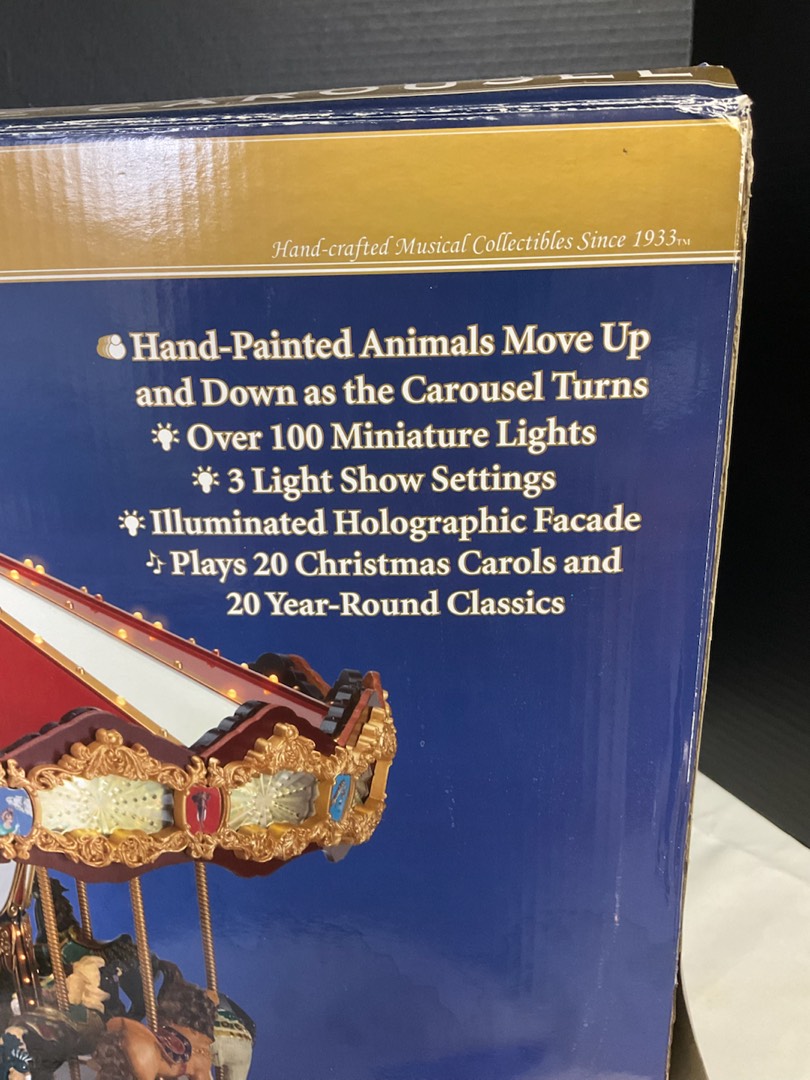 CAROUSEL
Hand-crafted Musical Collectibles Since 1933™
Hand-Painted Animals Move Up
and Down as the Carousel Turns
Over 100 Miniature Lights
3 Light Show Settings
Illuminated Holographic Facade
Plays 20 Christmas Carols and
20 Year-Round Classics